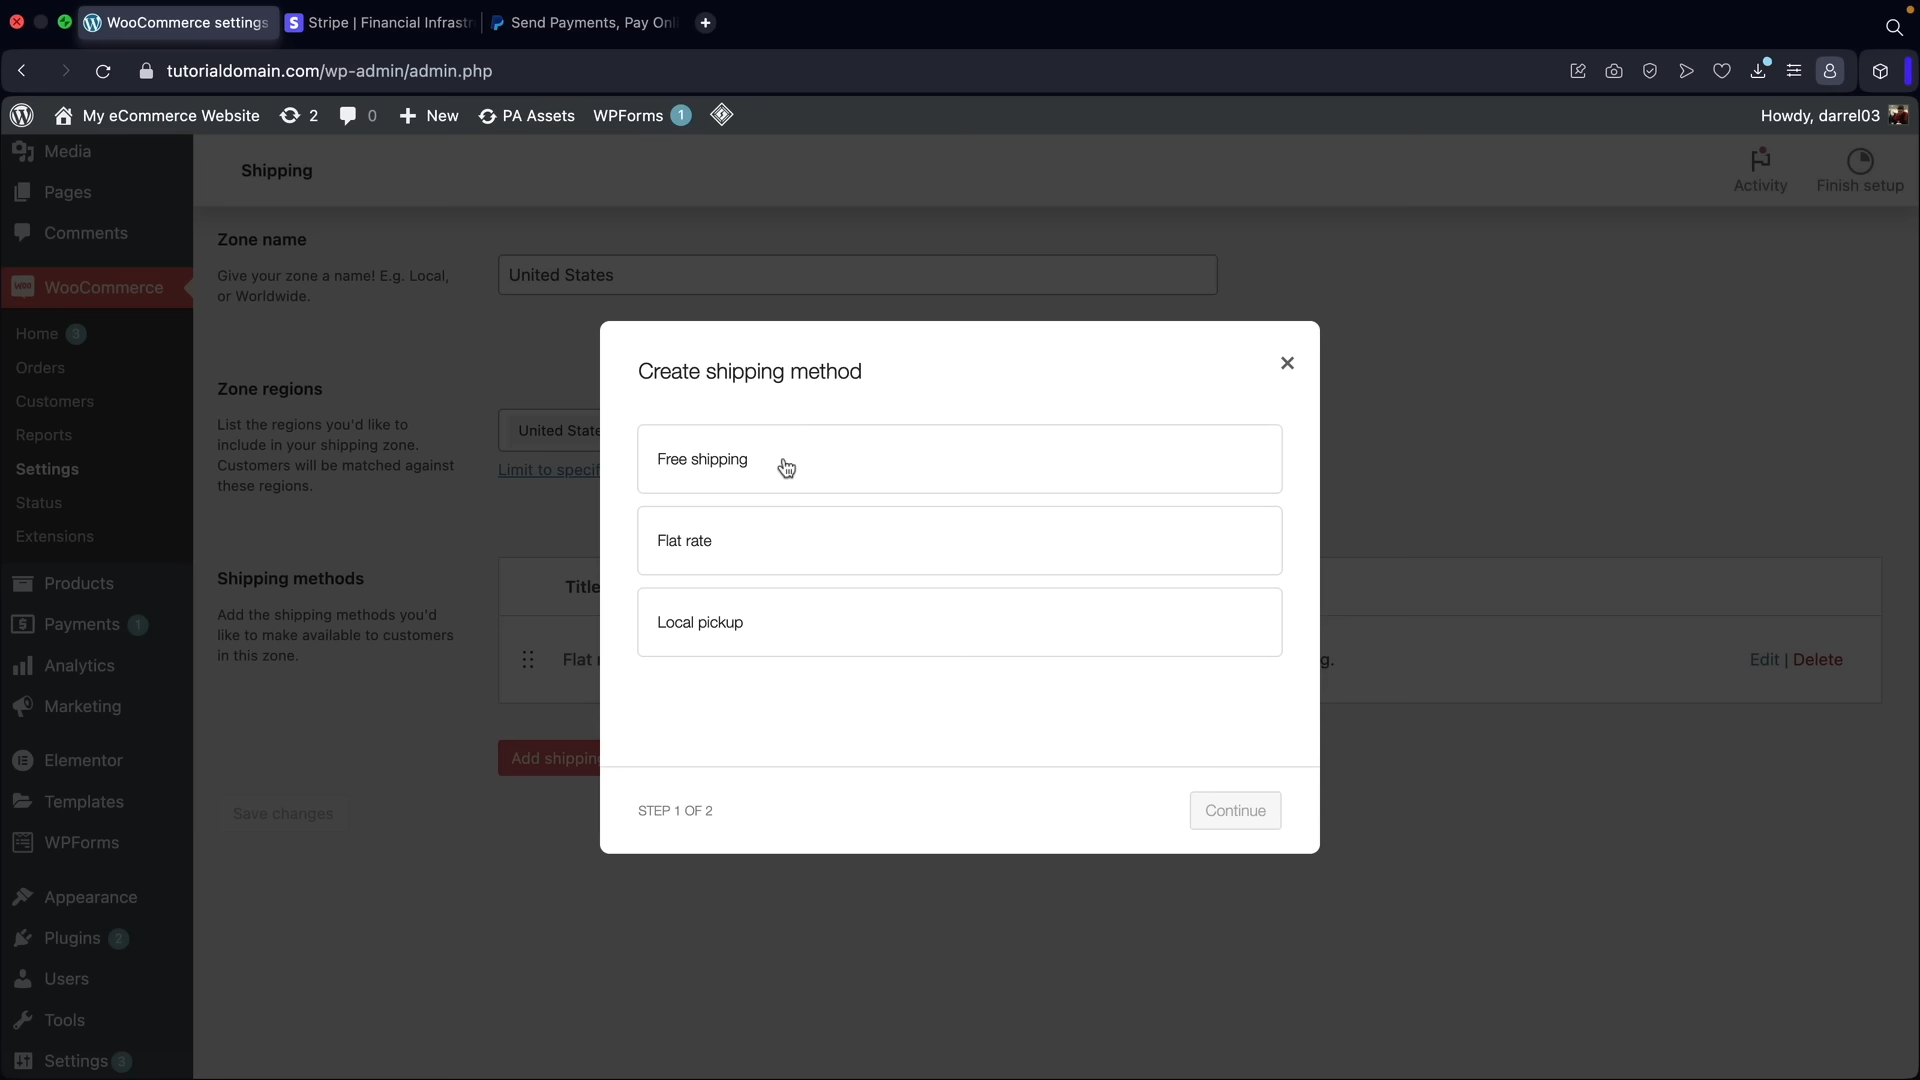 WooCommerce settings
Stripe | Financial Infrastr
Send Payments, Pay Onl
tutorialdomain.com/wp-admin/admin.php
My eCommerce Website
2
0
New
PA Assets
WPForms
1
Howdy, darrel03
Media
Pages
Comments
WooCommerce
Home 3
Orders
Customers
Reports
Settings
Status
Extensions
Products
Payments 1
Analytics
Marketing
Elementor
Templates
WPForms
Appearance
Plugins 2
Users
Tools
Settings 3
Shipping
Activity
Finish setup
Zone name
Give your zone a name! E.g. Local,
or Worldwide.
United States
Zone regions
List the regions you'd like to
include in your shipping zone.
Customers will be matched against
these regions.
United State
Limit to specif
Shipping methods
Add the shipping methods you'd
like to make available to customers
in this zone.
Title
Flat r
g.
Edit | Delete
Add shipping
Save changes
Create shipping method
Free shipping
Flat rate
Local pickup
STEP 1 OF 2
Continue